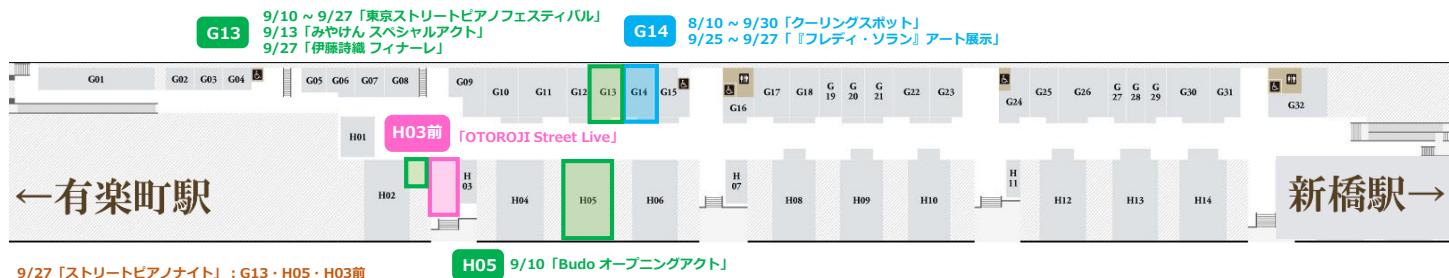 9/10 ~ 9/27「東京ストリートピアノフェスティバル」
G13
9/13「みやけん スペシャルアクト」
9/27「伊藤詩織 フィナーレ」
8/10 ~ 9/30「クーリングスポット」
G14
9/25 ~ 9/27「『フレディ・ソラン』アート展示」
G01 G02 G03 G04 G05 G06 G07 G08 G09 G10 G11 G12 G13 G14 G15 G16 G17 G18 G19 G20 G21 G22 G23 G24 G25 G26 G27 G28 G29 G30 G31 G32
H01
H03前
「OTOROJI Street Live」
←有楽町駅
H02 H03 H04 H05 H06 H07 H08 H09 H10 H11 H12 H13 H14
新橋駅→
H05
9/10「Budo オープニングアクト」
9/27「ストリートピアノナイト」：G13・H05・H03前